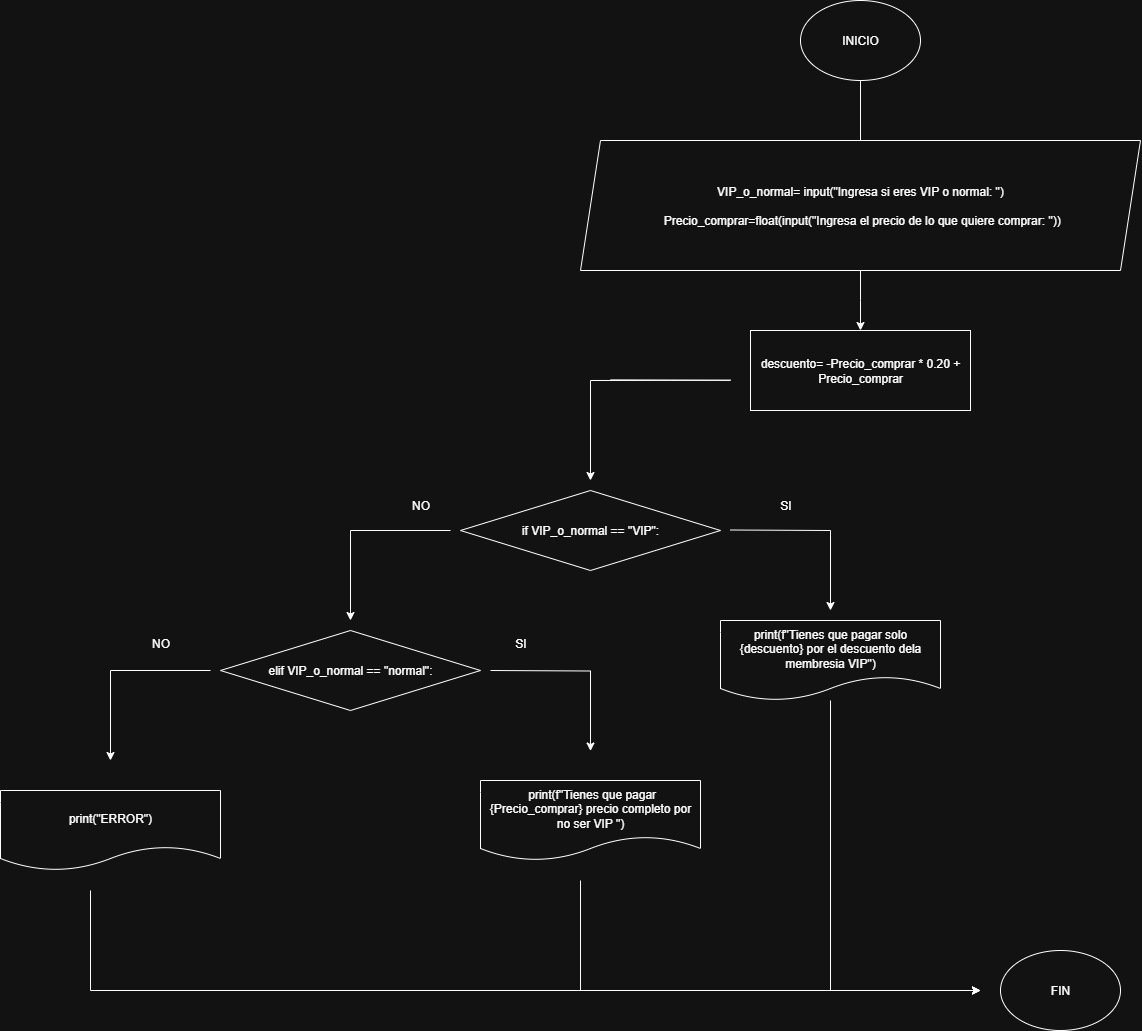 INICIO
VIP_o_normal= input("Ingresa si eres VIP o normal: ")
Precio_comprar=float(input("Ingresa el precio de lo que quiere comprar: "))
descuento= -Precio_comprar * 0.20 +
Precio_comprar
NO
SI
if VIP_o_normal == "VIP":
print(f"Tienes que pagar solo
{descuento} por el descuento dela
membresia VIP")
NO
SI
elif VIP_o_normal == "normal":
print("ERROR")
print(f"Tienes que pagar
{Precio_comprar} precio completo por
no ser VIP ")
FIN